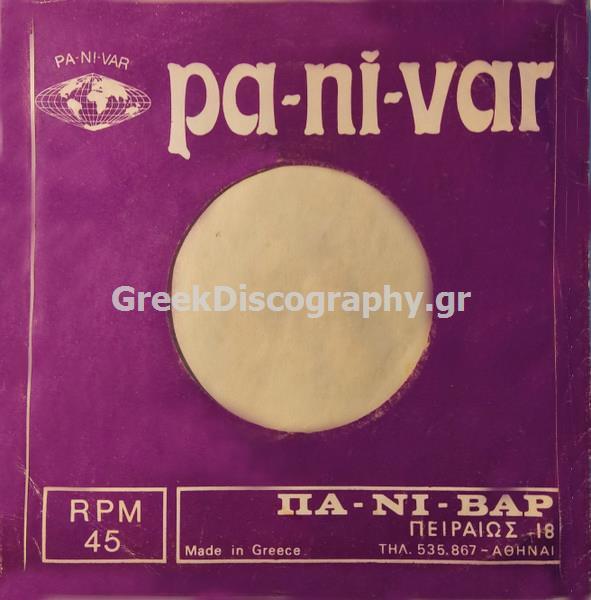 PA-NI-VAR
pa-ni-var
GreekDiscography.gr
RPM
45
ΠΑ-ΝΙ-ΒΑΡ
ΠΕΙΡΑΙΩΣ -18
Made in Greece
ΤΗΛ. 535.867-ΑΘΗΝΑΙ